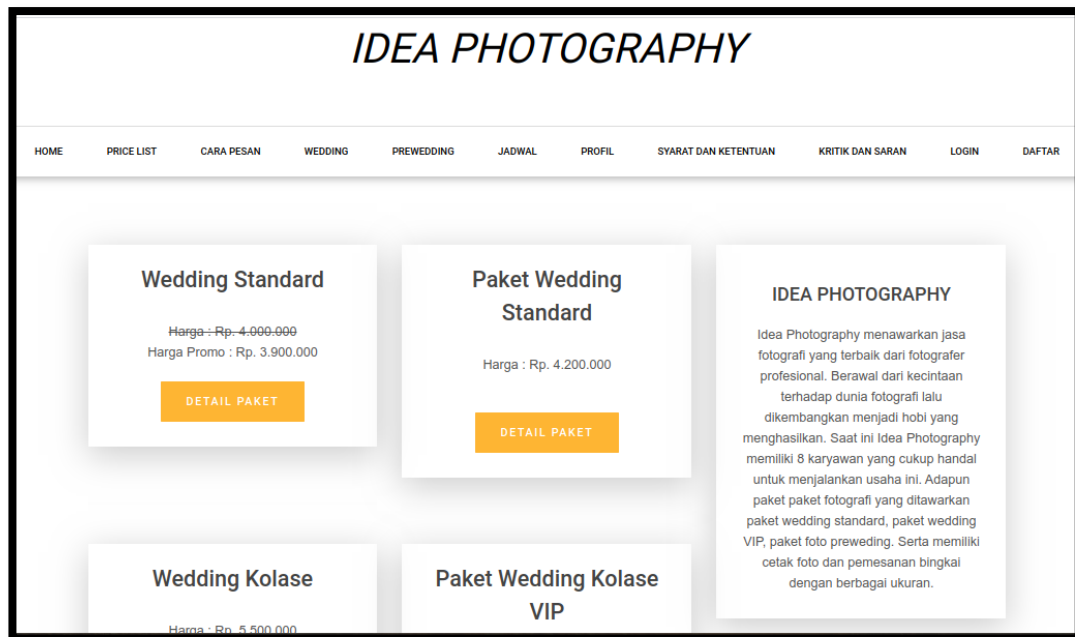 IDEA PHOTOGRAPHY
HOME PRICE LIST CARA PESAN WEDDING PREWEDDING JADWAL PROFIL SYARAT DAN KETENTUAN KRITIK DAN SARAN LOGIN DAFTAR
Wedding Standard
Harga : Rp. 4.000.000
Harga Promo : Rp. 3.900.000
DETAIL PAKET
Paket Wedding
Standard
Harga : Rp. 4.200.000
DETAIL PAKET
IDEA PHOTOGRAPHY
Idea Photography menawarkan jasa
fotografi yang terbaik dari fotografer
profesional. Berawal dari kecintaan
terhadap dunia fotografi lalu
dikembangkan menjadi hobi yang
menghasilkan. Saat ini Idea Photography
memiliki 8 karyawan yang cukup handal
untuk menjalankan usaha ini. Adapun
paket paket fotografi yang ditawarkan
paket wedding standard, paket wedding
VIP, paket foto preweding. Serta memiliki
cetak foto dan pemesanan bingkai
dengan berbagai ukuran.
Wedding Kolase
Harga : Rp. 5.500.000
Paket Wedding Kolase
VIP